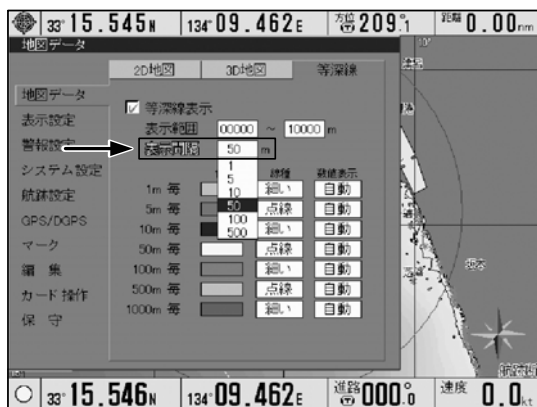 33°15.545N 134°09.462E 方位 209.°1 距離 0.00nm
地図データ
2D地図 3D地図 等深線
地図データ
表示設定
警報設定
システム設定
航跡設定
GPS/DGPS
マーク
編 集
カード操作
保 守
等深線表示
表示範囲 00000 ~ 10000 m
表示間隔 50 m
1
5
10
50
100
500
線種 数値表示
1m 毎 細い 自動
5m 毎 点線 自動
10m 毎 細い 自動
50m 毎 点線 自動
100m 毎 細い 自動
500m 毎 点線 自動
1000m 毎 細い 自動
10'
33°15.546N 134°09.462E 進路 000.°0 速度 0.0kt